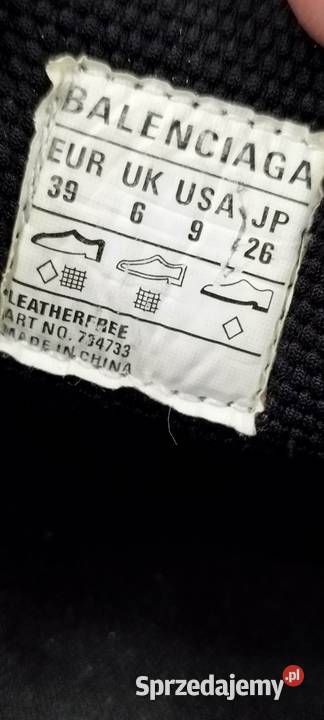 BALENCIAGA
EUR UK USA JP
39 6 9 26
LEATHERFREE
ART NO. 734733
MADE IN CHINA
Sprzedajemy.pl